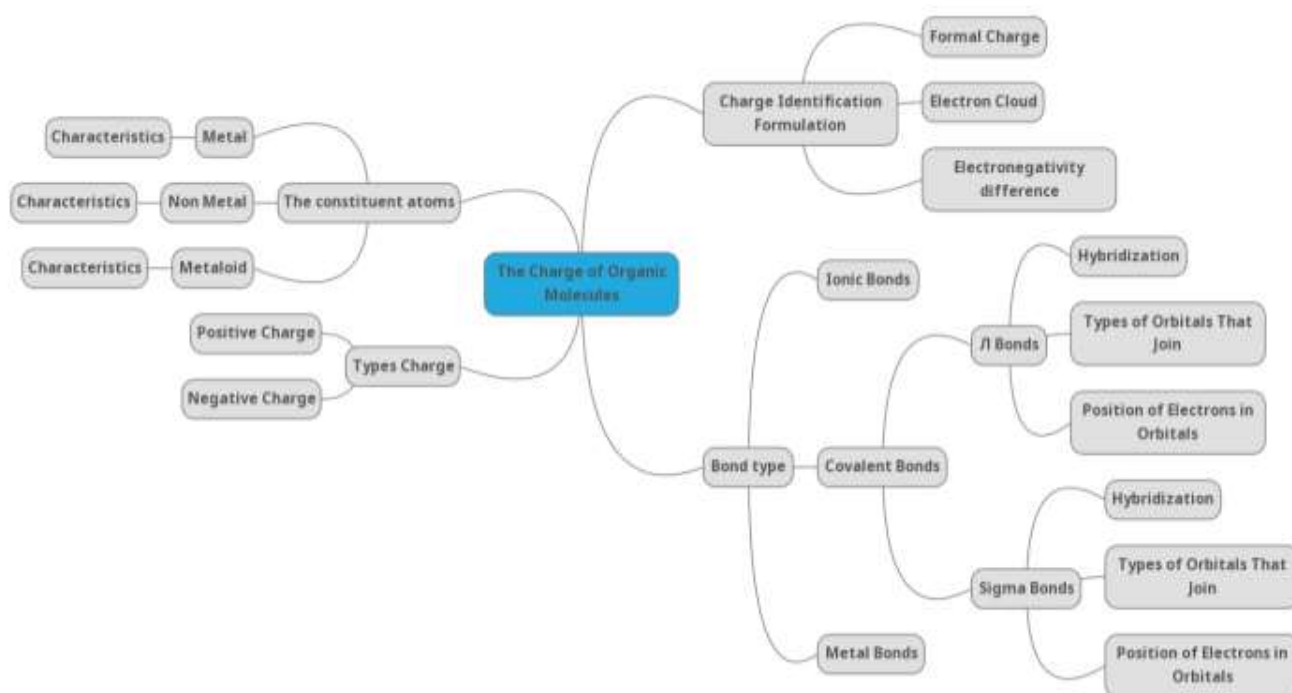 Formal Charge
Charge Identification
Formulation
Electron Cloud
Electronegativity
difference
Characteristics
Metal
Characteristics
Non Metal
The constituent atoms
Characteristics
Metaloid
The Charge of Organic
Molecules
Positive Charge
Types Charge
Negative Charge
Ionic Bonds
Hybridization
Л Bonds
Types of Orbitals That
Join
Position of Electrons in
Orbitals
Bond type
Covalent Bonds
Hybridization
Sigma Bonds
Types of Orbitals That
Join
Metal Bonds
Position of Electrons in
Orbitals